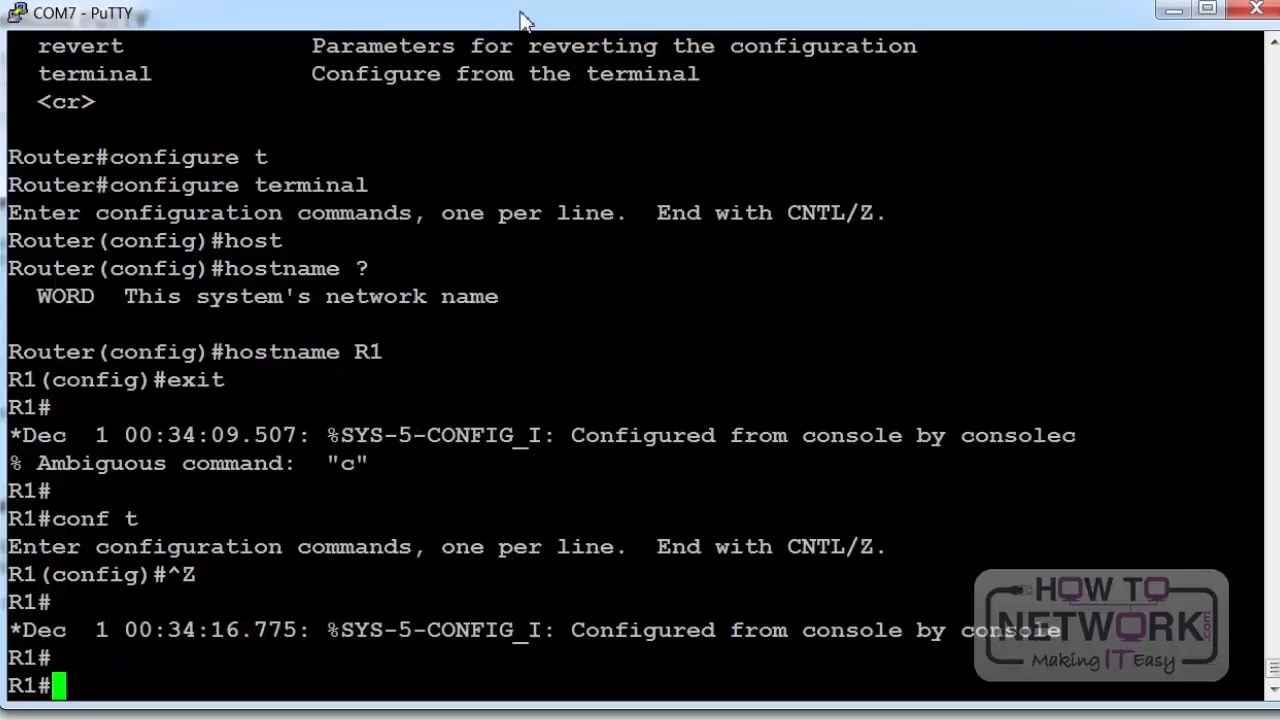 COM7 - PuTTY
revert Parameters for reverting the configuration
terminal Configure from the terminal
<cr>
Router#configure t
Router#configure terminal
Enter configuration commands, one per line.  End with CNTL/Z.
Router(config)#host
Router(config)#hostname ?
WORD  This system's network name
Router(config)#hostname R1
R1(config)#exit
R1#
*Dec  1 00:34:09.507: %SYS-5-CONFIG_I: Configured from console by consolec
% Ambiguous command:  "c"
R1#
R1#conf t
Enter configuration commands, one per line.  End with CNTL/Z.
R1(config)#^Z
R1#
*Dec  1 00:34:16.775: %SYS-5-CONFIG_I: Configured from console by console
R1#
R1#
HOW TO
NETWORK.com
Making IT Easy